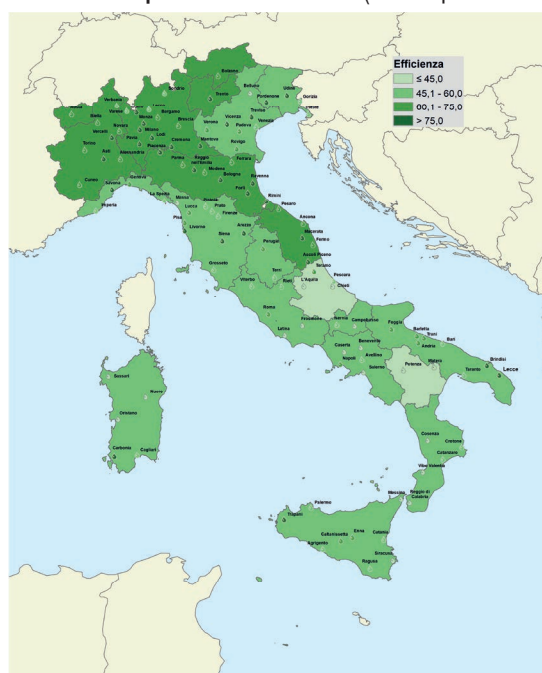 Efficienza
≤ 45,0
45,1 - 60,0
60,1 - 75,0
> 75,0
Bolzano
Sondrio
Trento
Belluno
Udine
Pordenone
Gorizia
Verbania
Varese
Bergamo
Treviso
Vicenza
Biella
Novara
Monza
Milano
Brescia
Verona
Padova
Venezia
Vercelli
Pavia
Lodi
Cremona
Mantova
Rovigo
Torino
Asti
Alessandria
Piacenza
Parma
Reggio
nell'Emilia
Modena
Ferrara
Bologna
Ravenna
Cuneo
Savona
Genova
Forlì
Imperia
La Spezia
Massa
Rimini
Lucca
Prato
Pistoia
Firenze
Pesaro
Pisa
Livorno
Arezzo
Ancona
Siena
Macerata
Perugia
Fermo
Ascoli Piceno
Grosseto
Terni
Teramo
Viterbo
Rieti
L'Aquila
Pescara
Chieti
Roma
Frosinone
Isernia
Campobasso
Foggia
Latina
Barletta
Trani
Bari
Andria
Caserta
Benevento
Avellino
Napoli
Salerno
Potenza
Matera
Taranto
Brindisi
Lecce
Sassari
Nuoro
Oristano
Carbonia
Cagliari
Cosenza
Crotone
Catanzaro
Vibo Valentia
Messina
Reggio di
Calabria
Palermo
Trapani
Caltanissetta
Enna
Catania
Agrigento
Siracusa
Ragusa